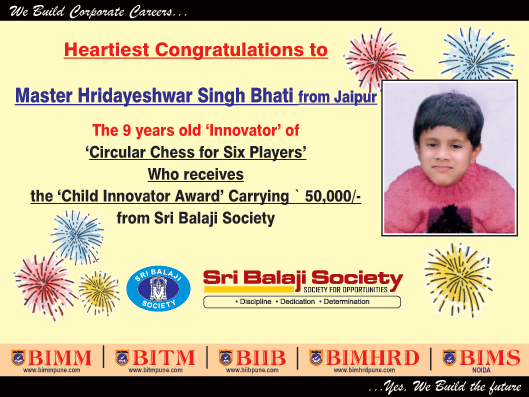 We Build Corporate Careers...
Heartiest Congratulations to
Master Hridayeshwar Singh Bhati from Jaipur
The 9 years old ‘Innovator’ of
‘Circular Chess for Six Players’
Who receives
the ‘Child Innovator Award’ Carrying ` 50,000/-
from Sri Balaji Society
SRI BALAJI
SOCIETY
Sri Balaji Society
SOCIETY FOR OPPORTUNITIES
• Discipline • Dedication • Determination
BIMM BITM BIIB BIMHRD BIMS
www.bimmpune.com www.bitmpune.com www.biibpune.com www.bimhrdpune.com NOIDA
...Yes, We Build the future